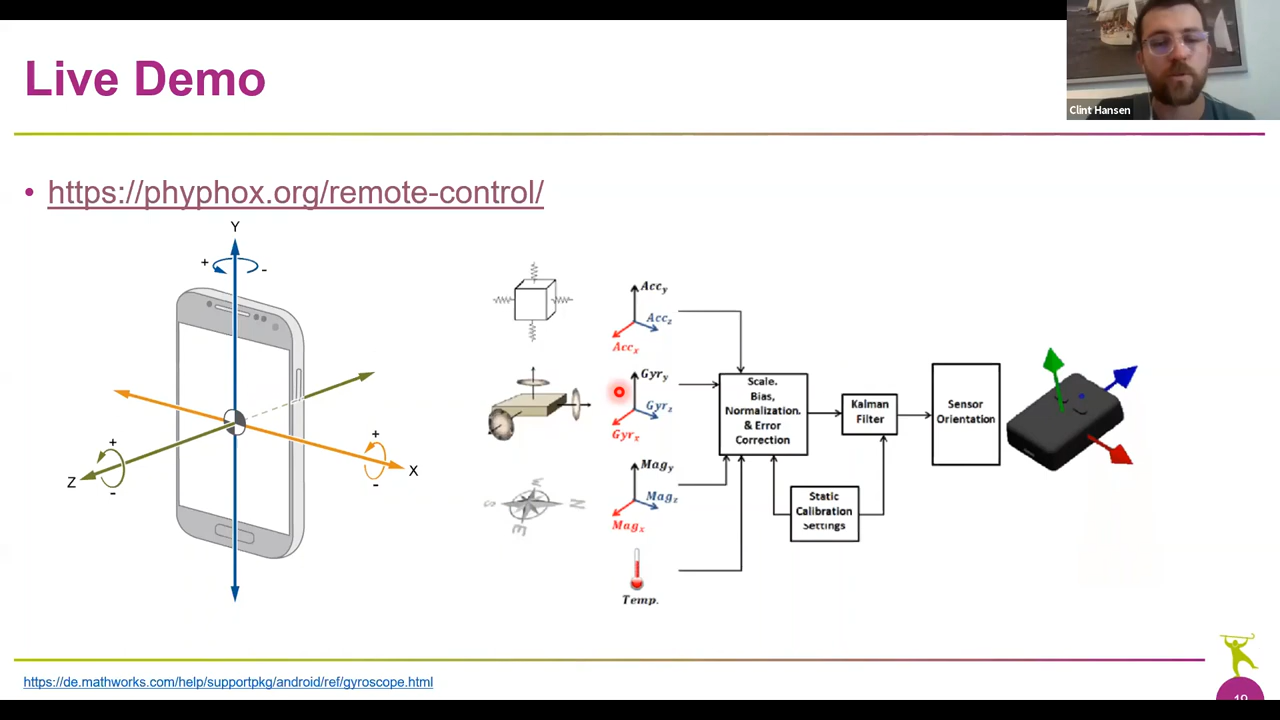 Live Demo
Clint Hansen
• https://phyphox.org/remote-control/
Y
+
-
+
-
Z
+
-
X
Acc_y
Acc_z
Acc_x
Gyr_y
Gyr_z
Gyr_x
Mag_y
Mag_z
Mag_x
Temp.
W
N
S
E
Scale.
Bias,
Normalization.
& Error
Correction
Kalman
Filter
Sensor
Orientation
Static
Calibration
Settings
https://de.mathworks.com/help/supportpkg/android/ref/gyroscope.html